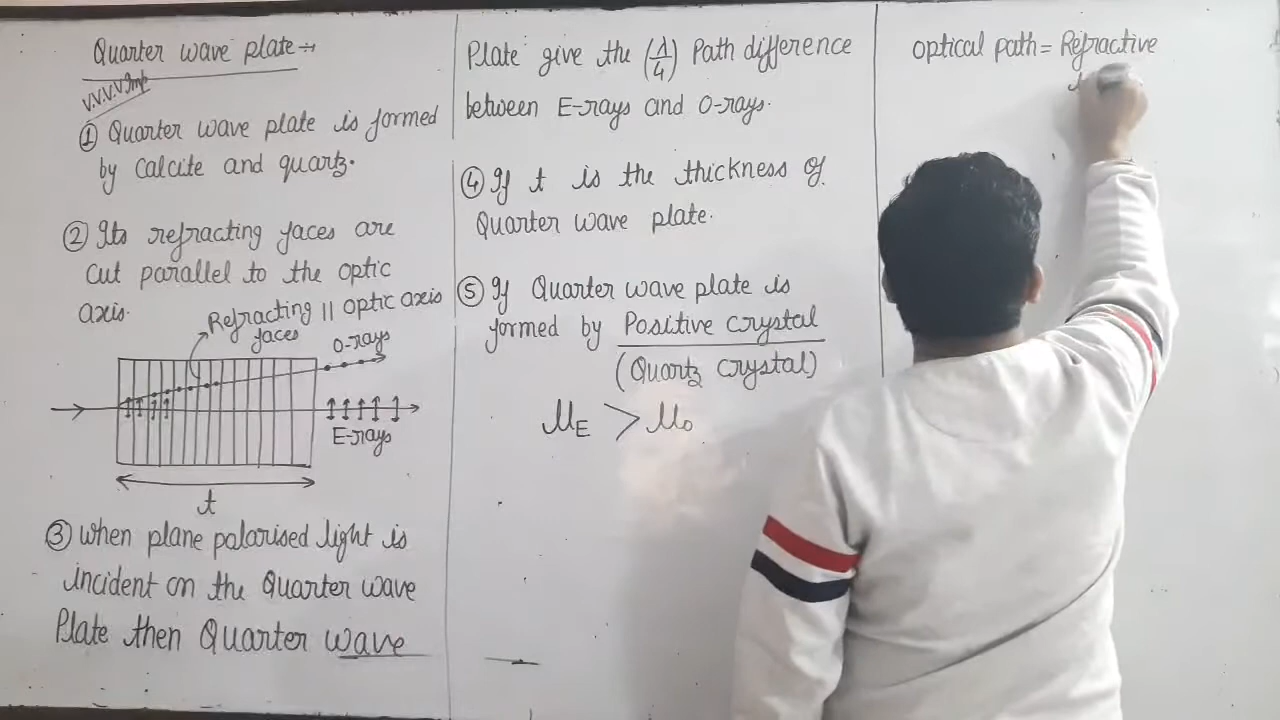 Quarter wave plate→
V.V.V.V Imp
① Quarter wave plate is formed
by Calcite and quartz.
② Its refracting faces are
cut parallel to the optic
axis.
Refracting || optic axis
faces
O-rays
E-rays
t
③ When plane polarised light is
incident on the Quarter wave
Plate then Quarter wave
Plate give the (λ/4) Path difference
between E-rays and O-rays.
④ If t is the thickness of
Quarter wave plate.
⑤ If Quarter wave plate is
formed by Positive crystal
(Quartz crystal)
μE > μo
optical path = Refractive